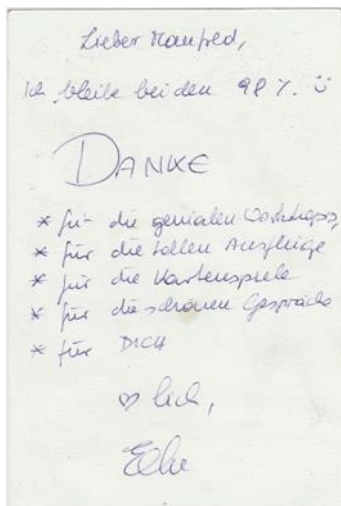 Lieber Manfred,
Ich bleibe bei den 98 %. ü
DANKE
* für die genialen Workshops,
* für die tollen Ausflüge
* für die Kartenspiele
* für die schönen Gespräche
* für DICH
♡ lich,
Elke